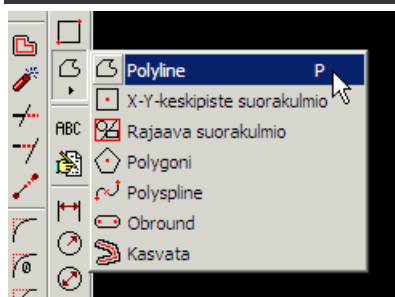 Polyline P
X-Y-keskipiste suorakulmio
ABC
Rajaava suorakulmio
Polygoni
Polyspline
Obround
Kasvata